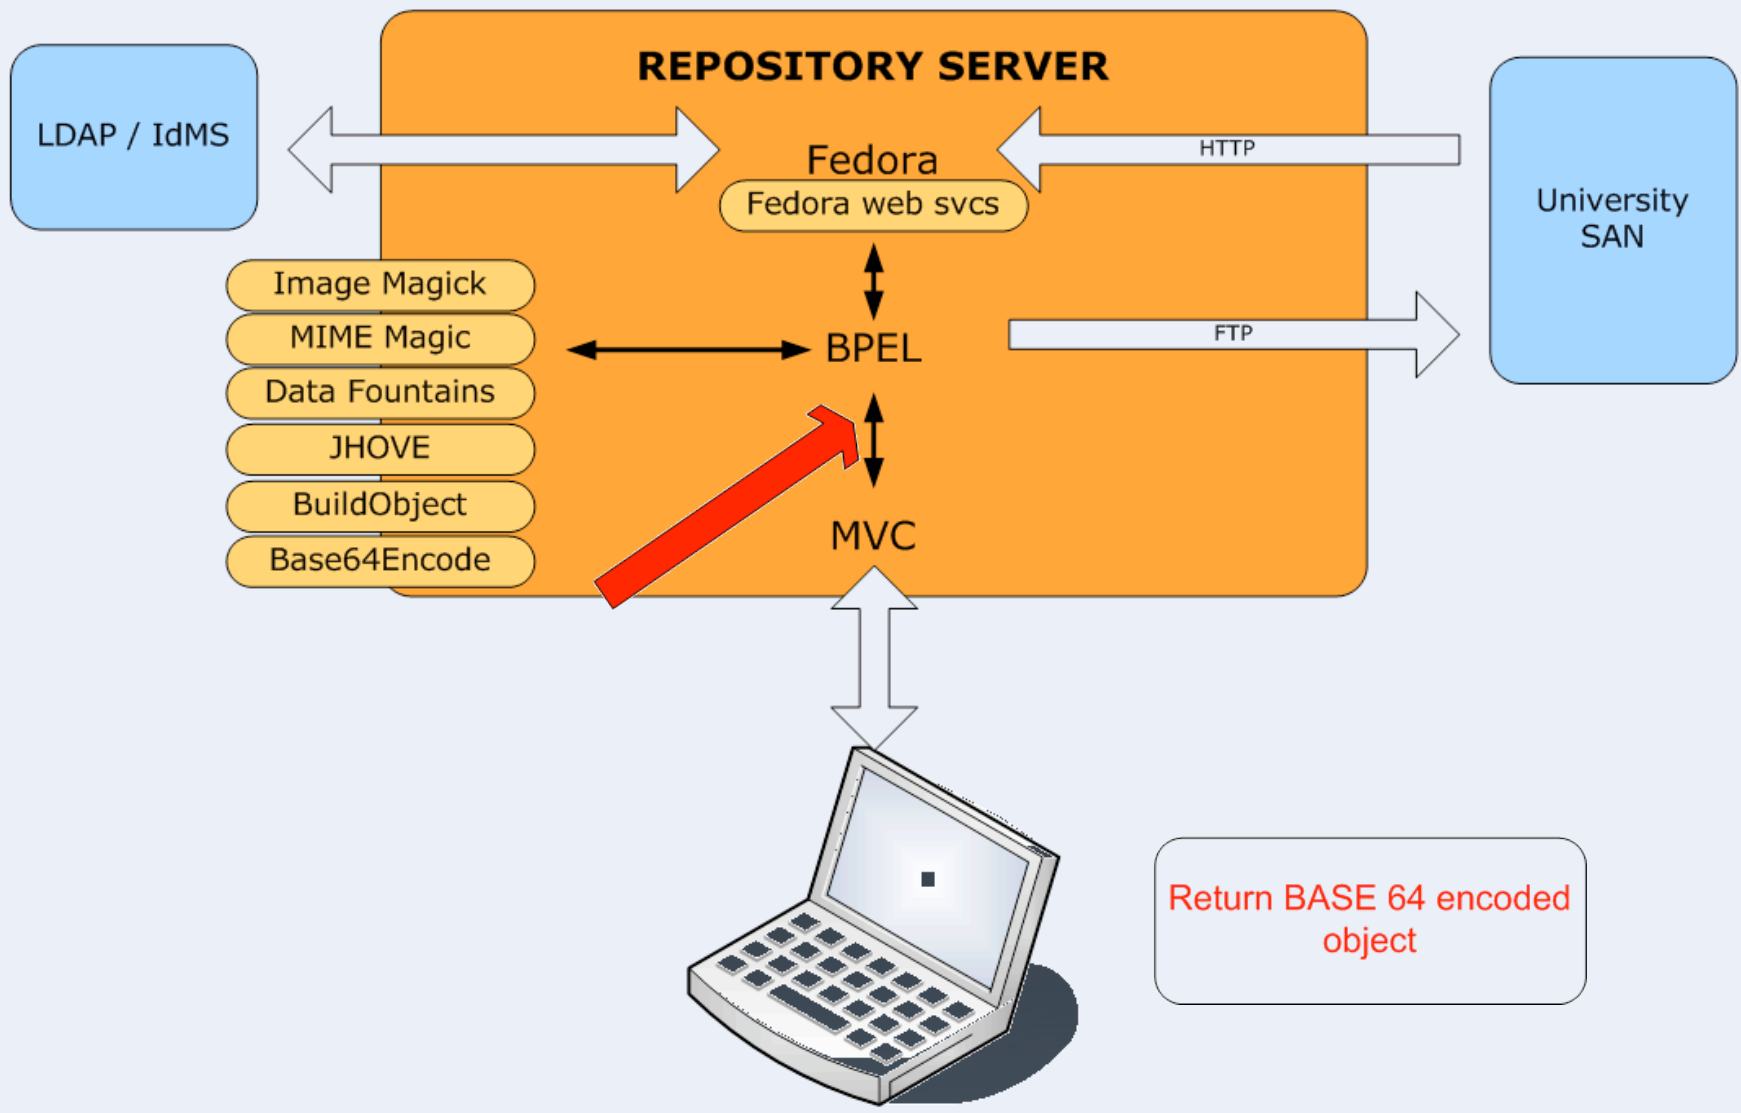 REPOSITORY SERVER
LDAP / IdMS
Fedora
HTTP
Fedora web svcs
University
SAN
Image Magick
MIME Magic
BPEL
FTP
Data Fountains
JHOVE
BuildObject
MVC
Base64Encode
Return BASE 64 encoded
object